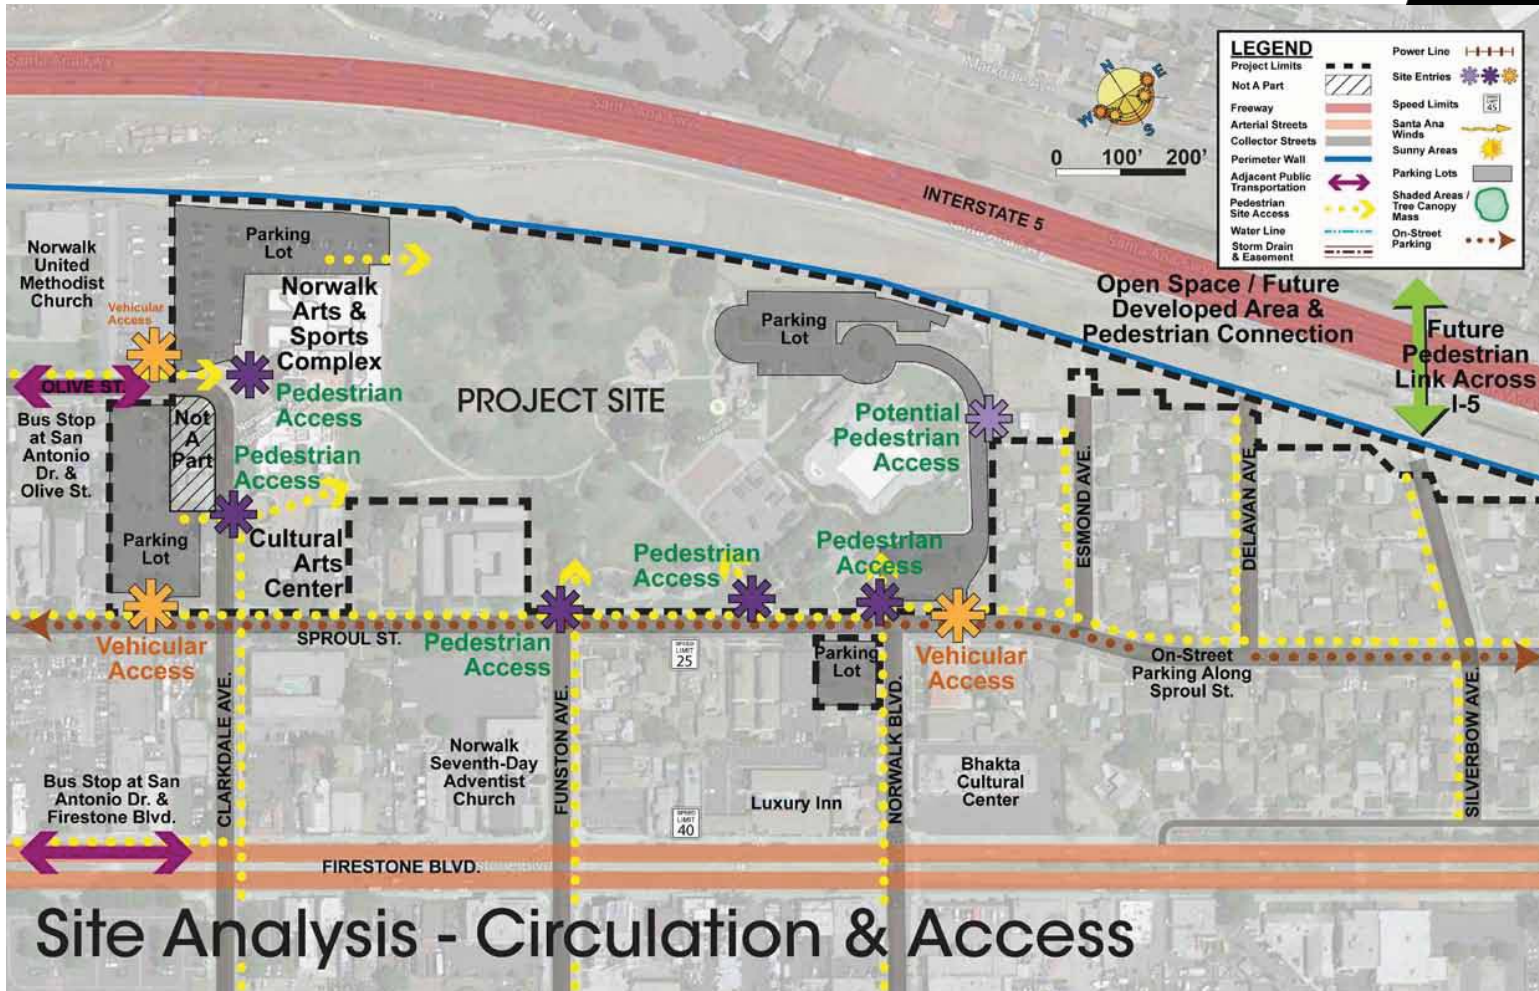 LEGEND
Project Limits
Not A Part
Freeway
Arterial Streets
Collector Streets
Perimeter Wall
Adjacent Public
Transportation
Pedestrian
Site Access
Water Line
Storm Drain
& Easement
Power Line
Site Entries
Speed Limits
SPEED
LIMIT
45
Santa Ana
Winds
Sunny Areas
Parking Lots
Shaded Areas /
Tree Canopy
Mass
On-Street
Parking
N
E
S
W
0 100' 200'
INTERSTATE 5
Norwalk
United
Methodist
Church
Parking
Lot
Norwalk
Arts &
Sports
Complex
Vehicular
Access
OLIVE ST.
Pedestrian
Access
Bus Stop
at San
Antonio
Dr. &
Olive St.
Not
A
Part
Pedestrian
Access
Parking
Lot
Cultural
Arts
Center
PROJECT SITE
Parking
Lot
Potential
Pedestrian
Access
Open Space / Future
Developed Area &
Pedestrian Connection
Future
Pedestrian
Link Across
I-5
ESMOND AVE.
DELAVAN AVE.
Pedestrian
Access
Pedestrian
Access
Vehicular
Access
SPROUL ST.
Pedestrian
Access
SPEED
LIMIT
25
Parking
Lot
Vehicular
Access
On-Street
Parking Along
Sproul St.
CLARKDALE AVE.
FUNSTON AVE.
NORWALK BLVD.
SILVERBOW AVE.
Norwalk
Seventh-Day
Adventist
Church
Luxury Inn
Bhakta
Cultural
Center
Bus Stop at San
Antonio Dr. &
Firestone Blvd.
SPEED
LIMIT
40
FIRESTONE BLVD.
Site Analysis - Circulation & Access